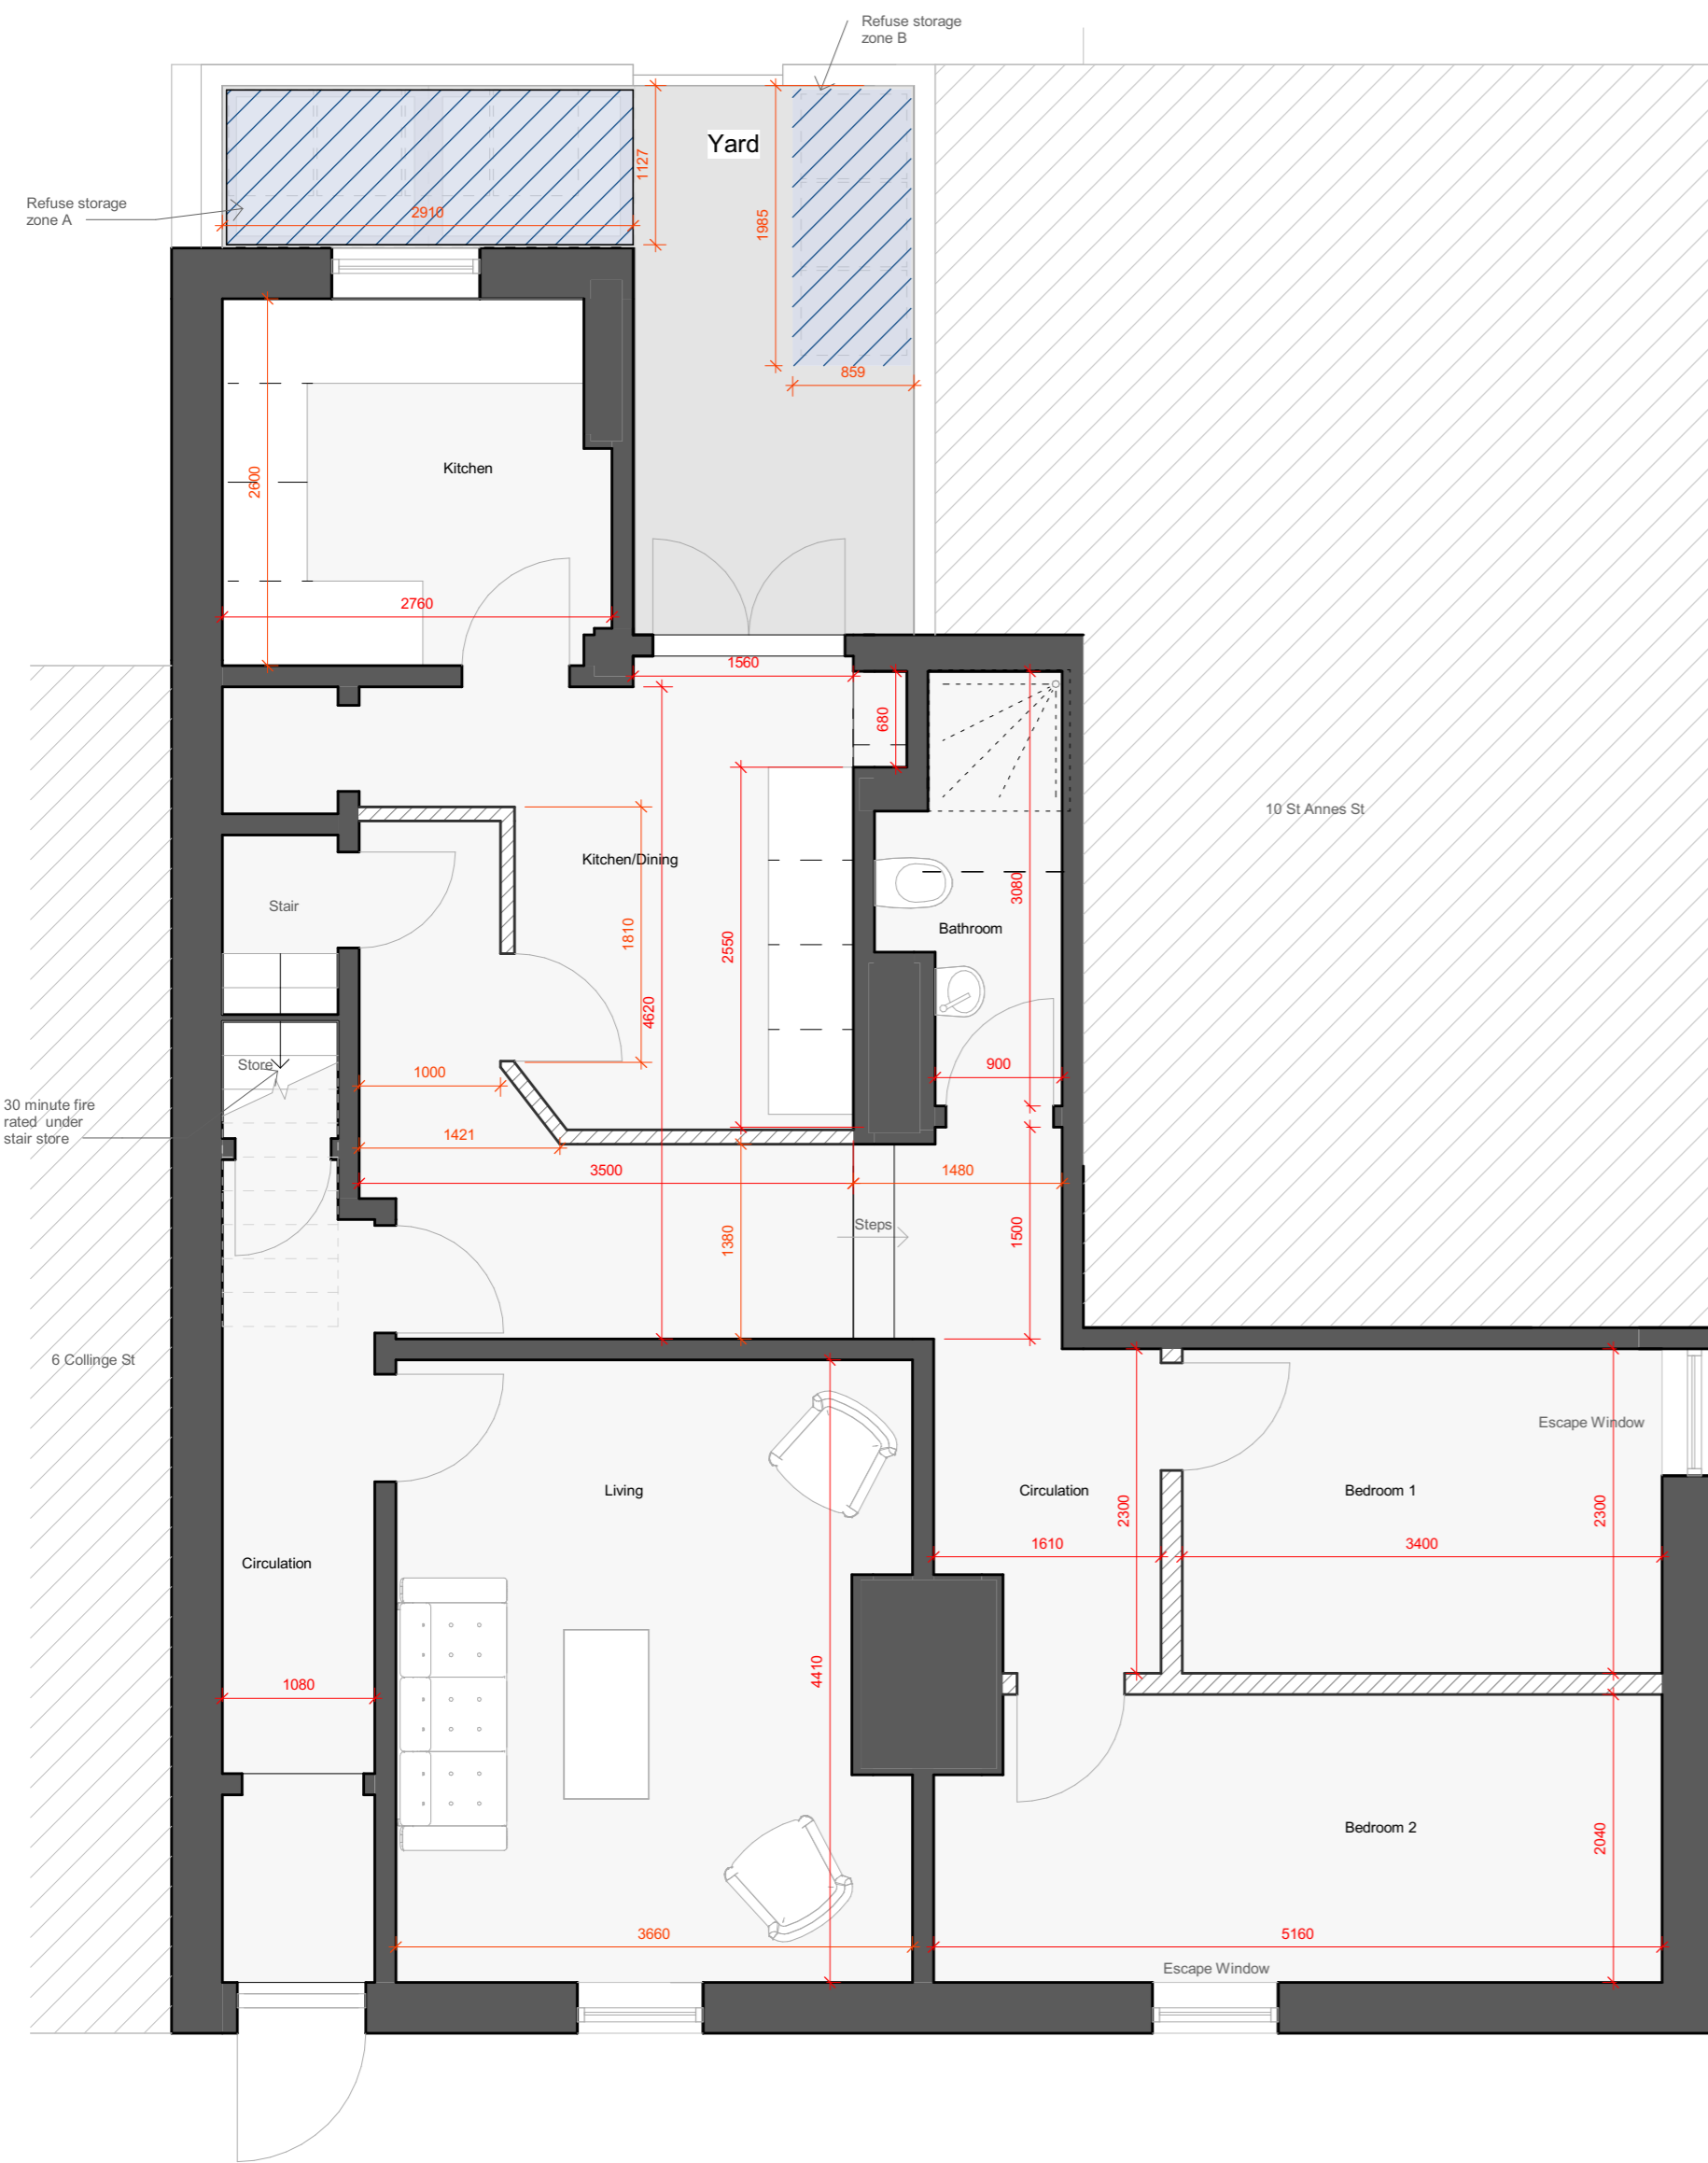 Refuse storage
zone B
Yard
1127
Refuse storage
zone A
2910
1985
859
Kitchen
2600
2760
1560
680
10 St Annes St
Kitchen/Dining
3080
Stair
1810
2550
Bathroom
4620
Store
1000
900
30 minute fire
rated under
stair store
1421
3500
1480
1380
Steps
1500
6 Collinge St
Escape Window
Living
Circulation
Bedroom 1
2300
2300
1610
3400
Circulation
4410
1080
Bedroom 2
2040
3660
5160
Escape Window